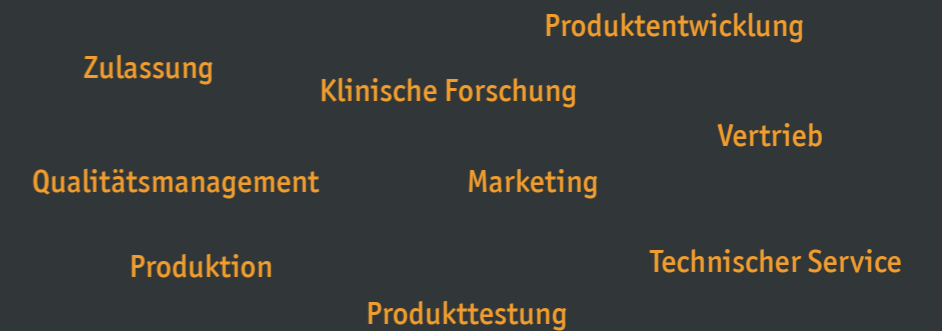 Produktentwicklung
Zulassung
Klinische Forschung
Vertrieb
Qualitätsmanagement
Marketing
Technischer Service
Produktion
Produkttestung